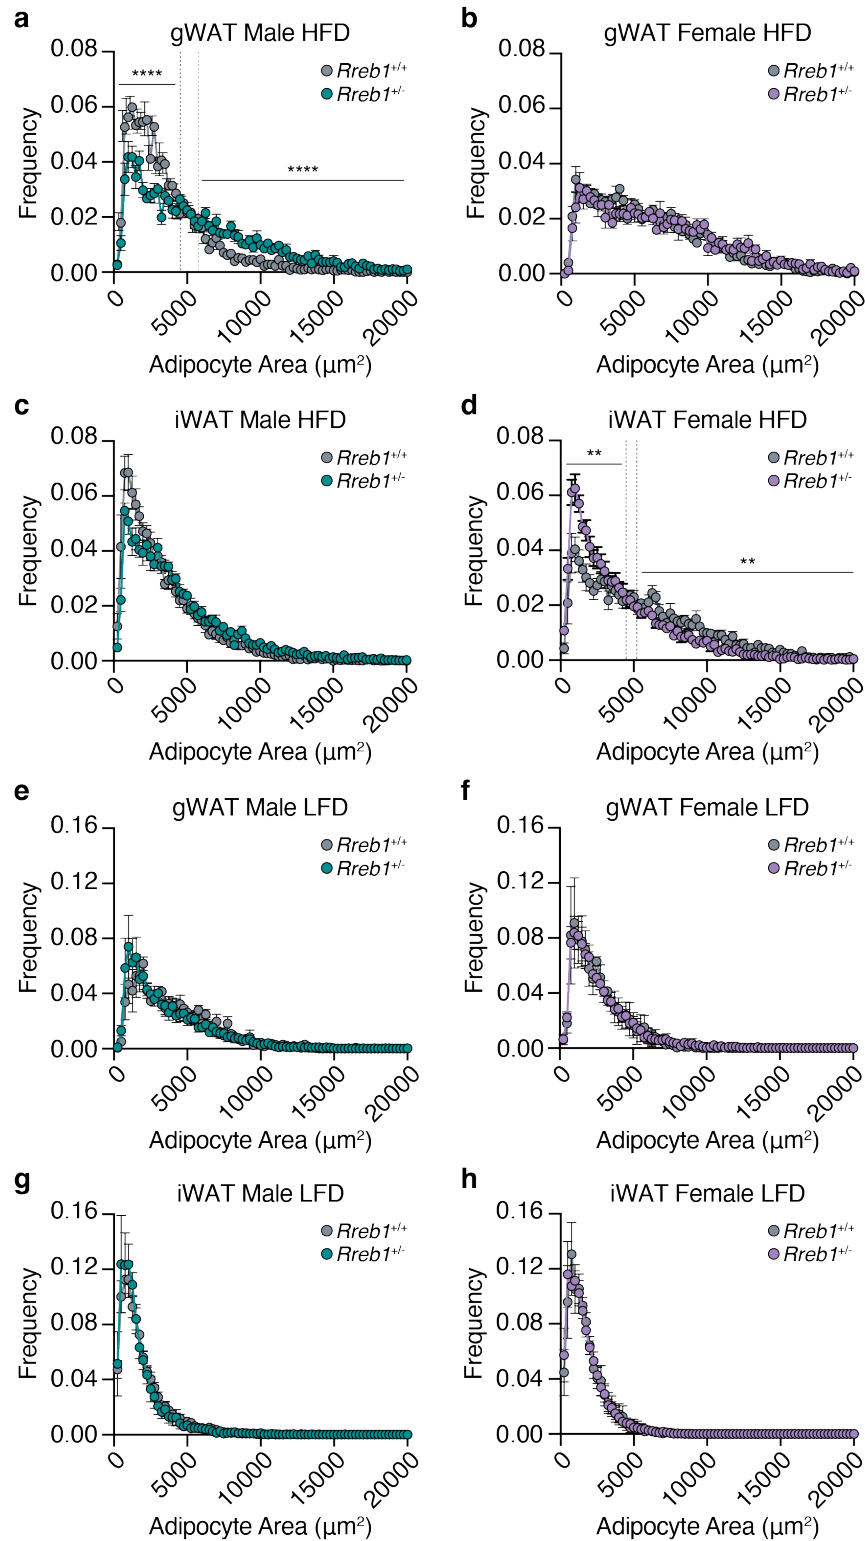 a
gWAT Male HFD
0.08
0.06
0.04
0.02
0.00
Frequency
****
****
Rreb1+/+
Rreb1+/-
0
5000
10000
15000
20000
Adipocyte Area (µm2)
b
gWAT Female HFD
0.08
0.06
0.04
0.02
0.00
Frequency
Rreb1+/+
Rreb1+/-
0
5000
10000
15000
20000
Adipocyte Area (µm2)
c
iWAT Male HFD
0.08
0.06
0.04
0.02
0.00
Frequency
Rreb1+/+
Rreb1+/-
0
5000
10000
15000
20000
Adipocyte Area (µm2)
d
iWAT Female HFD
0.08
0.06
0.04
0.02
0.00
Frequency
**
**
Rreb1+/+
Rreb1+/-
0
5000
10000
15000
20000
Adipocyte Area (µm2)
e
gWAT Male LFD
0.16
0.12
0.08
0.04
0.00
Frequency
Rreb1+/+
Rreb1+/-
0
5000
10000
15000
20000
Adipocyte Area (µm2)
f
gWAT Female LFD
0.16
0.12
0.08
0.04
0.00
Frequency
Rreb1+/+
Rreb1+/-
0
5000
10000
15000
20000
Adipocyte Area (µm2)
g
iWAT Male LFD
0.16
0.12
0.08
0.04
0.00
Frequency
Rreb1+/+
Rreb1+/-
0
5000
10000
15000
20000
Adipocyte Area (µm2)
h
iWAT Female LFD
0.16
0.12
0.08
0.04
0.00
Frequency
Rreb1+/+
Rreb1+/-
0
5000
10000
15000
20000
Adipocyte Area (µm2)